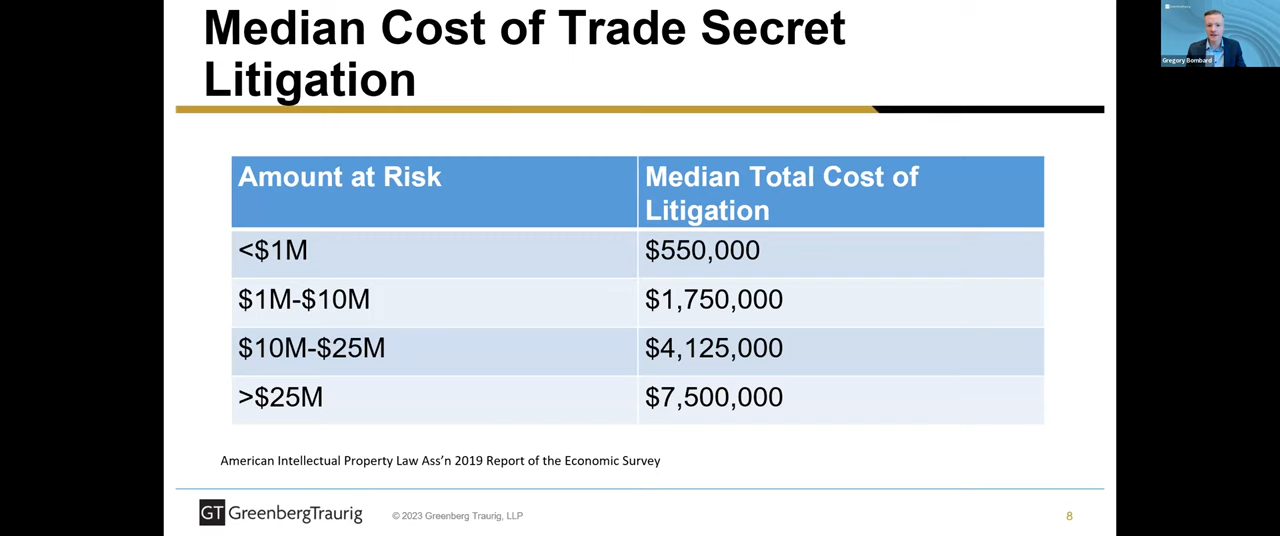 Median Cost of Trade Secret
Litigation
Amount at Risk
Median Total Cost of
Litigation
<$1M
$550,000
$1M-$10M
$1,750,000
$10M-$25M
$4,125,000
>$25M
$7,500,000
American Intellectual Property Law Ass’n 2019 Report of the Economic Survey
GT GreenbergTraurig
© 2023 Greenberg Traurig, LLP
8
Gregory Bombard